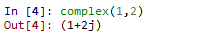 In [4]: complex(1,2)
Out[4]: (1+2j)